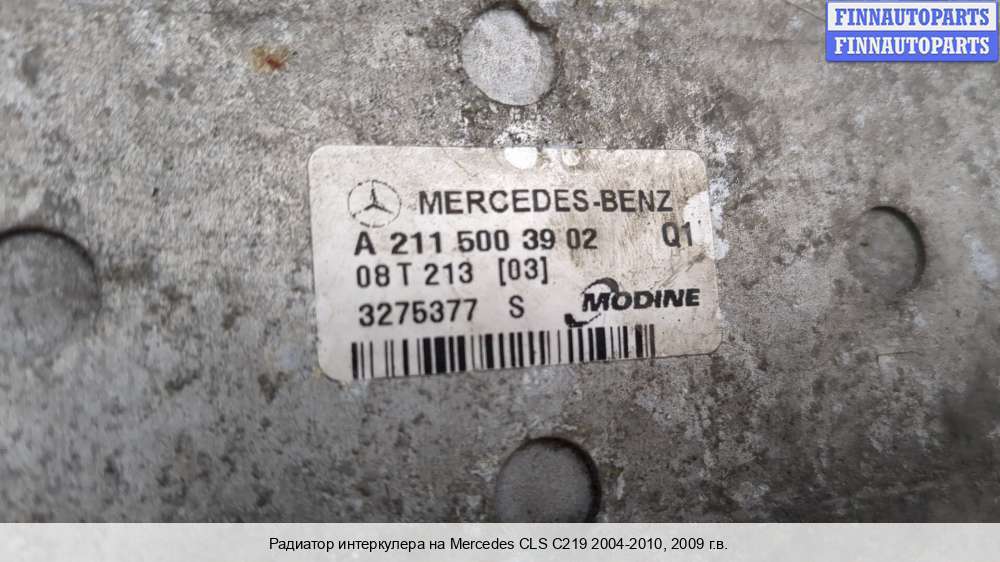 FINNAUTOPARTS
FINNAUTOPARTS
MERCEDES-BENZ
A 211 500 39 02 Q1
08 T 213 [03]
3275377 S MODINE
Радиатор интеркулера на Mercedes CLS C219 2004-2010, 2009 г.в.